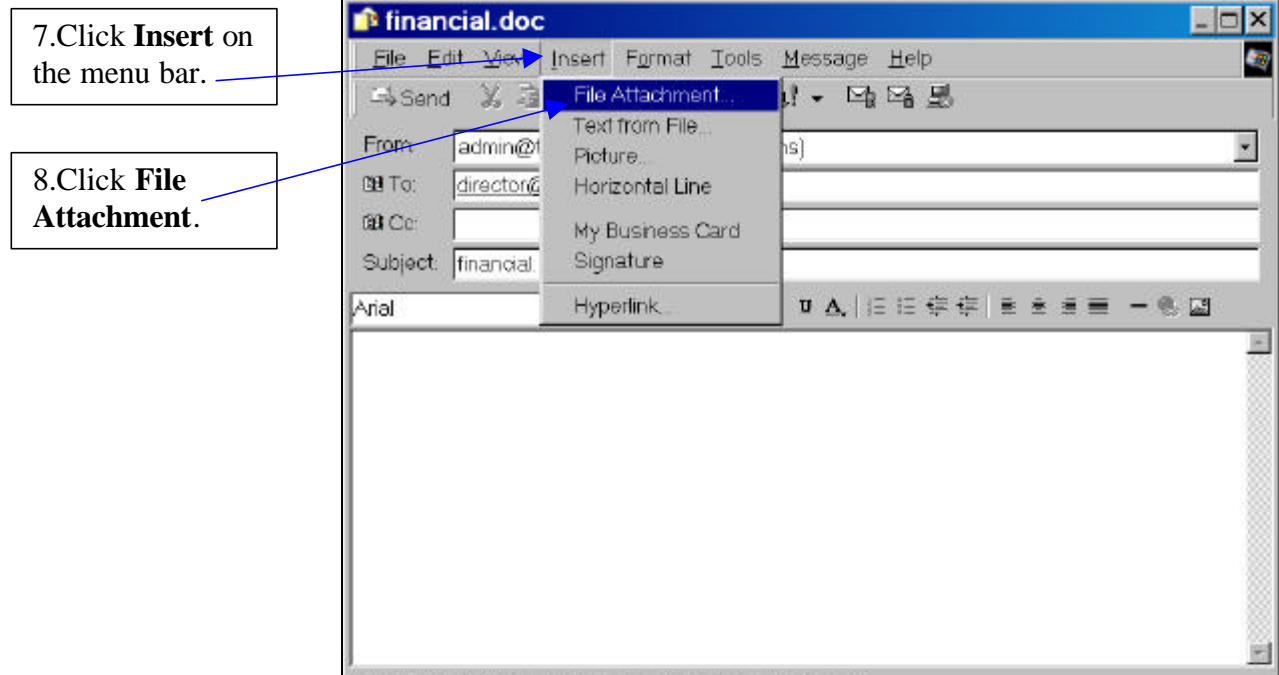 7.Click Insert on
the menu bar.
8.Click File
Attachment.
financial.doc
File Edit View Insert Format Tools Message Help
Send
File Attachment...
Text from File...
Picture...
Horizontal Line
My Business Card
Signature
Hyperlink...
From: admin@
To: director@
Cc:
Subject: financial.
Arial